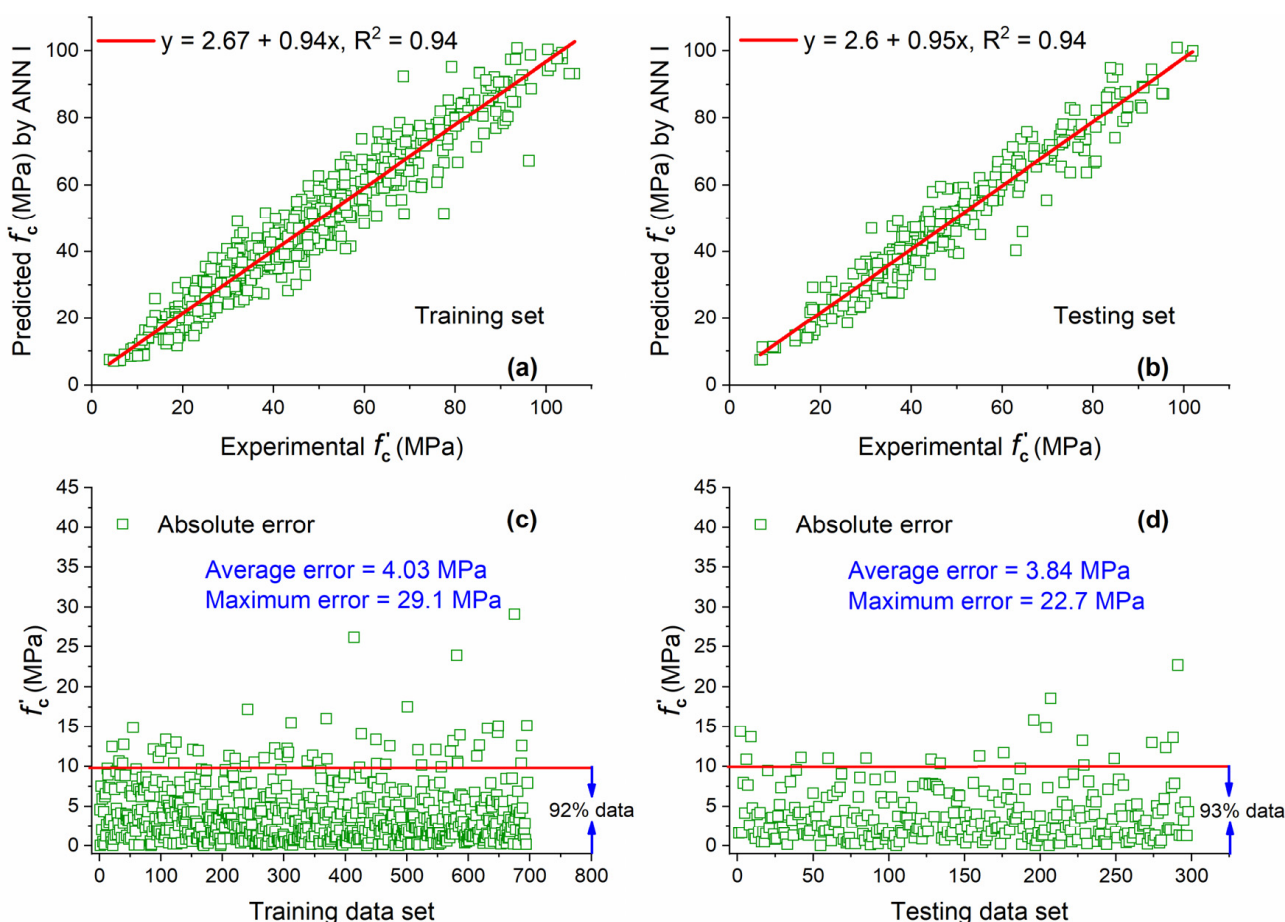 y = 2.67 + 0.94x, R² = 0.94
Predicted f'c (MPa) by ANN I
100
80
60
40
20
0
Training set
(a)
0 20 40 60 80 100
Experimental f'c (MPa)
y = 2.6 + 0.95x, R² = 0.94
Predicted f'c (MPa) by ANN I
100
80
60
40
20
0
Testing set
(b)
0 20 40 60 80 100
Experimental f'c (MPa)
45
40
35
30
25
20
15
10
5
0
f'c (MPa)
Absolute error
(c)
Average error = 4.03 MPa
Maximum error = 29.1 MPa
92% data
0 100 200 300 400 500 600 700 800
Training data set
45
40
35
30
25
20
15
10
5
0
f'c (MPa)
Absolute error
(d)
Average error = 3.84 MPa
Maximum error = 22.7 MPa
93% data
0 50 100 150 200 250 300
Testing data set